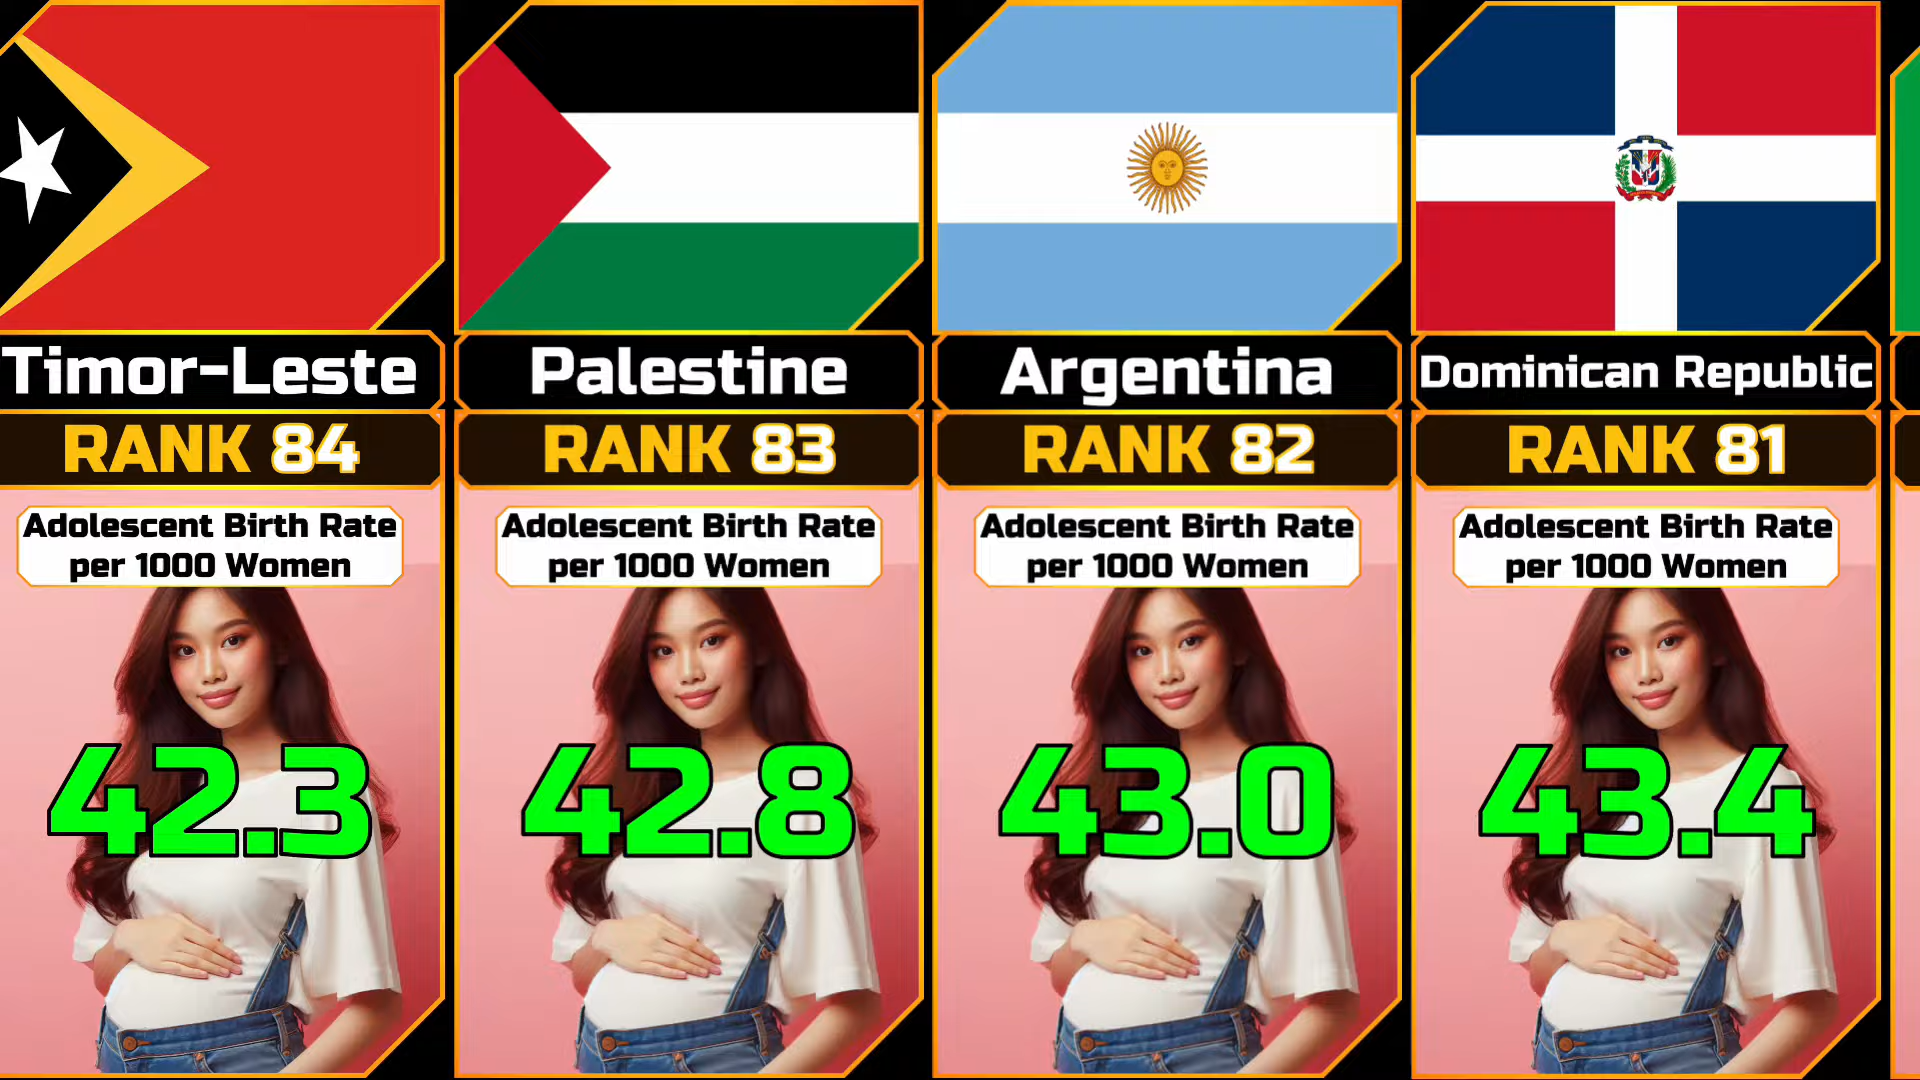 Timor-Leste
RANK 84
Adolescent Birth Rate
per 1000 Women
42.3
Palestine
RANK 83
Adolescent Birth Rate
per 1000 Women
42.8
Argentina
RANK 82
Adolescent Birth Rate
per 1000 Women
43.0
Dominican Republic
RANK 81
Adolescent Birth Rate
per 1000 Women
43.4